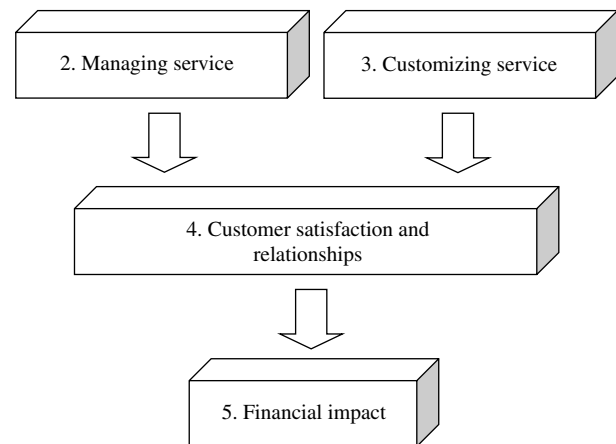 2. Managing service
3. Customizing service
4. Customer satisfaction and
relationships
5. Financial impact